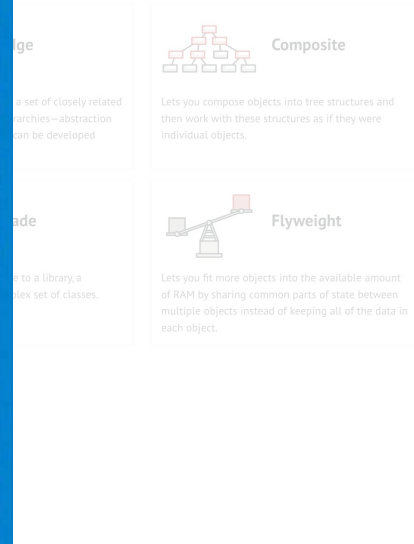 dge
Composite
a set of closely related
rarchies—abstraction
can be developed
Lets you compose objects into tree structures and
then work with these structures as if they were
individual objects.
ade
Flyweight
e to a library, a
plex set of classes.
Lets you fit more objects into the available amount
of RAM by sharing common parts of state between
multiple objects instead of keeping all of the data in
each object.